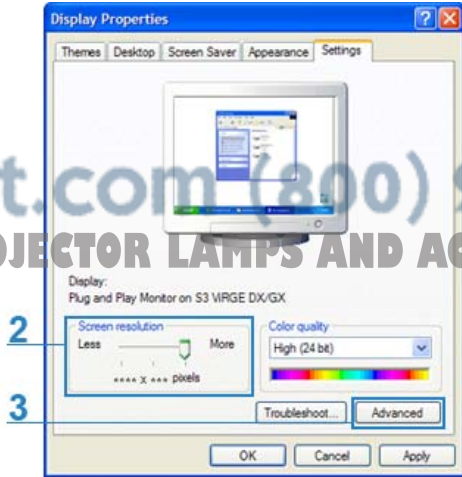 Display Properties
Themes Desktop Screen Saver Appearance Settings
t.com (800)
OJECTOR LAMPS AND AC
Display:
Plug and Play Monitor on S3 VIRGE DX/GX
2
Screen resolution
Less More
**** X *** pixels
Color quality
High (24 bit)
3
Troubleshoot... Advanced
OK Cancel Apply